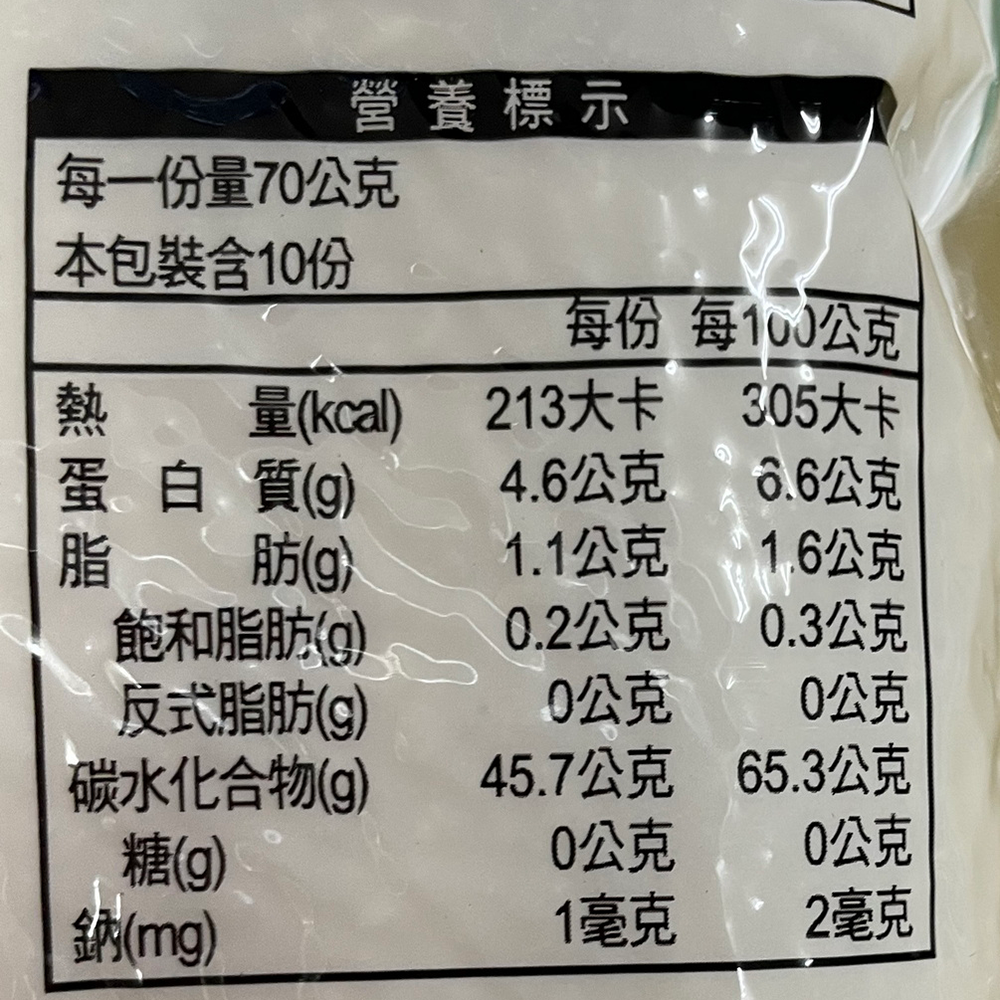 營養標示
每一份量70公克
本包裝含10份
每份 每100公克
熱量(kcal) 213大卡 305大卡
蛋白質(g) 4.6公克 6.6公克
脂肪(g) 1.1公克 1.6公克
飽和脂肪(g) 0.2公克 0.3公克
反式脂肪(g) 0公克 0公克
碳水化合物(g) 45.7公克 65.3公克
糖(g) 0公克 0公克
鈉(mg) 1毫克 2毫克